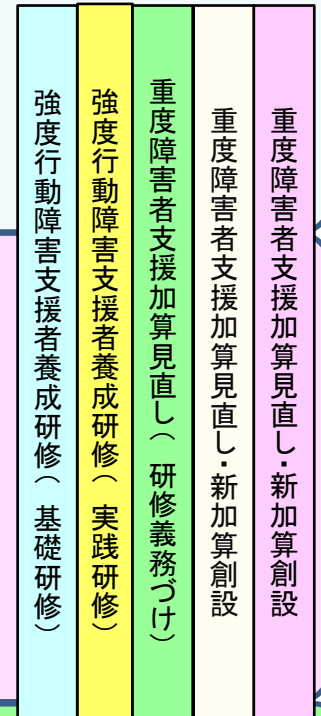 重度障害者支援加算見直し・新加算創設
重度障害者支援加算見直し・新加算創設
重度障害者支援加算見直し（研修義務づけ）
強度行動障害支援者養成研修（実践研修）
強度行動障害支援者養成研修（基礎研修）